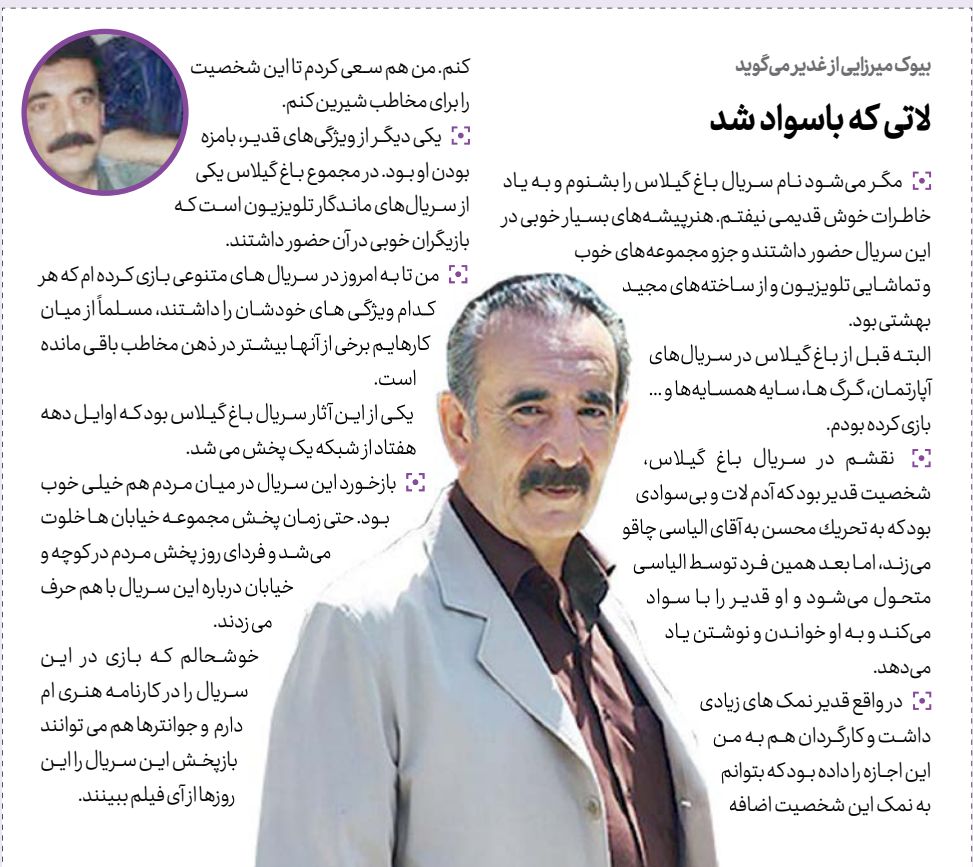 بیوک میرزایی از غدیر می‌گوید
لاتی که باسواد شد
مگر می‌شود نام سریال باغ گیلاس را بشنوم و به یاد
خاطرات خوش قدیمی نیفتم. هنرپیشه‌های بسیار خوبی در
این سریال حضور داشتند و جزو مجموعه‌های خوب
و تماشایی تلویزیون و از ساخته‌های مجید
بهشتی بود.
البته قبل از باغ گیلاس در سریال‌های
آپارتمان، گرگ ها، سایه همسایه‌ها و ...
بازی کرده بودم.
نقشم در سریال باغ گیلاس،
شخصیت قدیر بود که آدم لات و بی‌سوادی
بود که به تحریك محسن به آقای الیاسی چاقو
می‌زند، اما بعد همین فرد توسط الیاسی
متحول می‌شود و او قدیر را با سواد
می‌کند و به او خواندن و نوشتن یاد
می‌دهد.
در واقع قدیر نمک های زیادی
داشت و کارگردان هم به من
این اجازه را داده بود که بتوانم
به نمک این شخصیت اضافه
کنم. من هم سعی کردم تا این شخصیت
را برای مخاطب شیرین کنم.
یکی دیگر از ویژگی‌های قدیر، بامزه
بودن او بود. در مجموع باغ گیلاس یکی
از سریال‌های ماندگار تلویزیون است که
بازیگران خوبی در آن حضور داشتند.
من تا به امروز در سریال های متنوعی بازی کرده ام که هر
کدام ویژگی های خودشان را داشتند، مسلماً از میان
کارهایم برخی از آنها بیشتر در ذهن مخاطب باقی مانده
است.
یکی از این آثار سریال باغ گیلاس بود که اوایل دهه
هفتاد از شبکه یک پخش می شد.
بازخورد این سریال در میان مردم هم خیلی خوب
بود. حتی زمان پخش مجموعه خیابان ها خلوت
می‌شد و فردای روز پخش مردم در کوچه و
خیابان درباره این سریال با هم حرف
می زدند.
خوشحالم که بازی در این
سریال را در کارنامه هنری ام
دارم و جوانترها هم می توانند
بازپخش این سریال را این
روزها از آی فیلم ببینند.